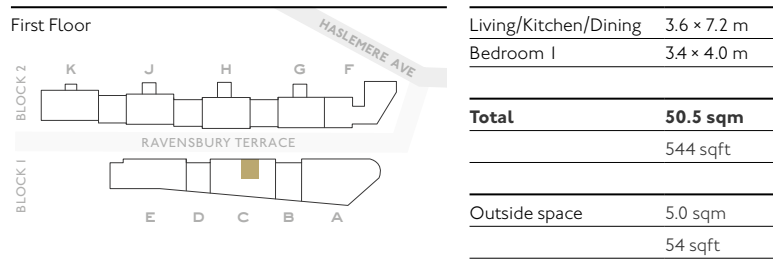 First Floor
HASLEMERE AVE
K J H G F
BLOCK 2
RAVENSBURY TERRACE
BLOCK 1
E D C B A
Living/Kitchen/Dining 3.6 × 7.2 m
Bedroom 1 3.4 × 4.0 m
Total 50.5 sqm
544 sqft
Outside space 5.0 sqm
54 sqft